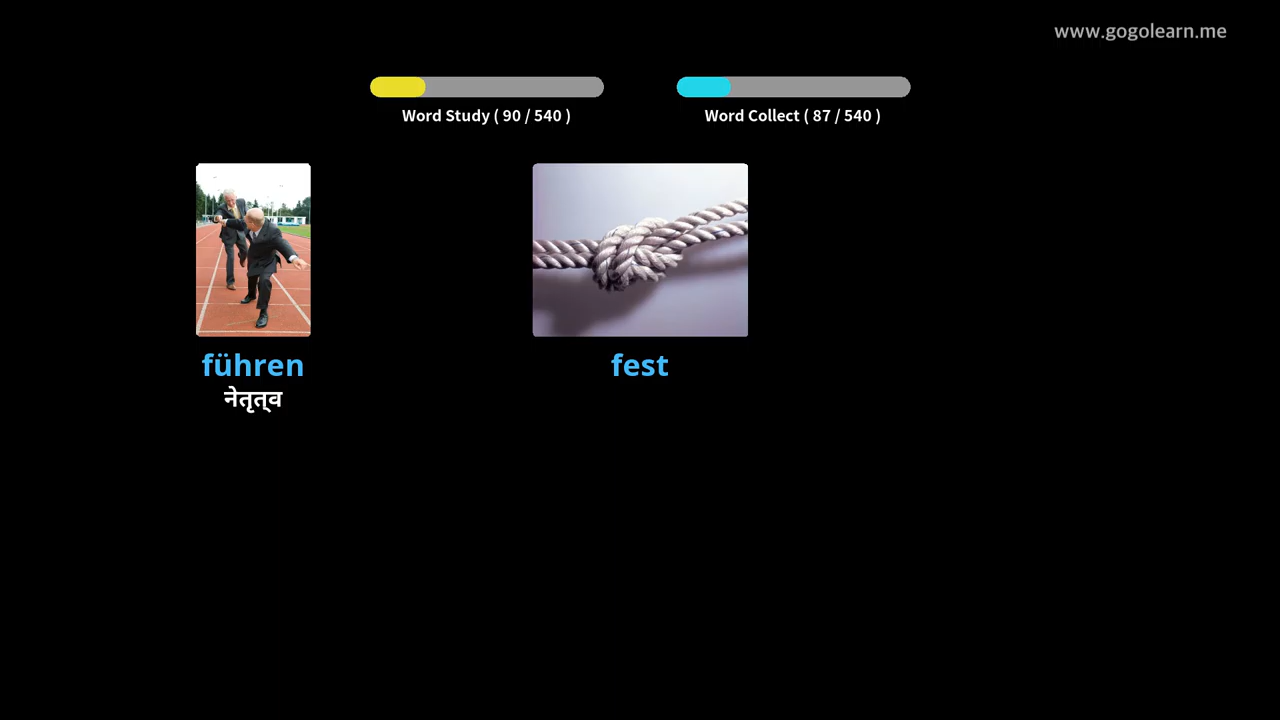 www.gogolearn.me
Word Study ( 90 / 540 )
Word Collect ( 87 / 540 )
führen
fest
नेतृत्व